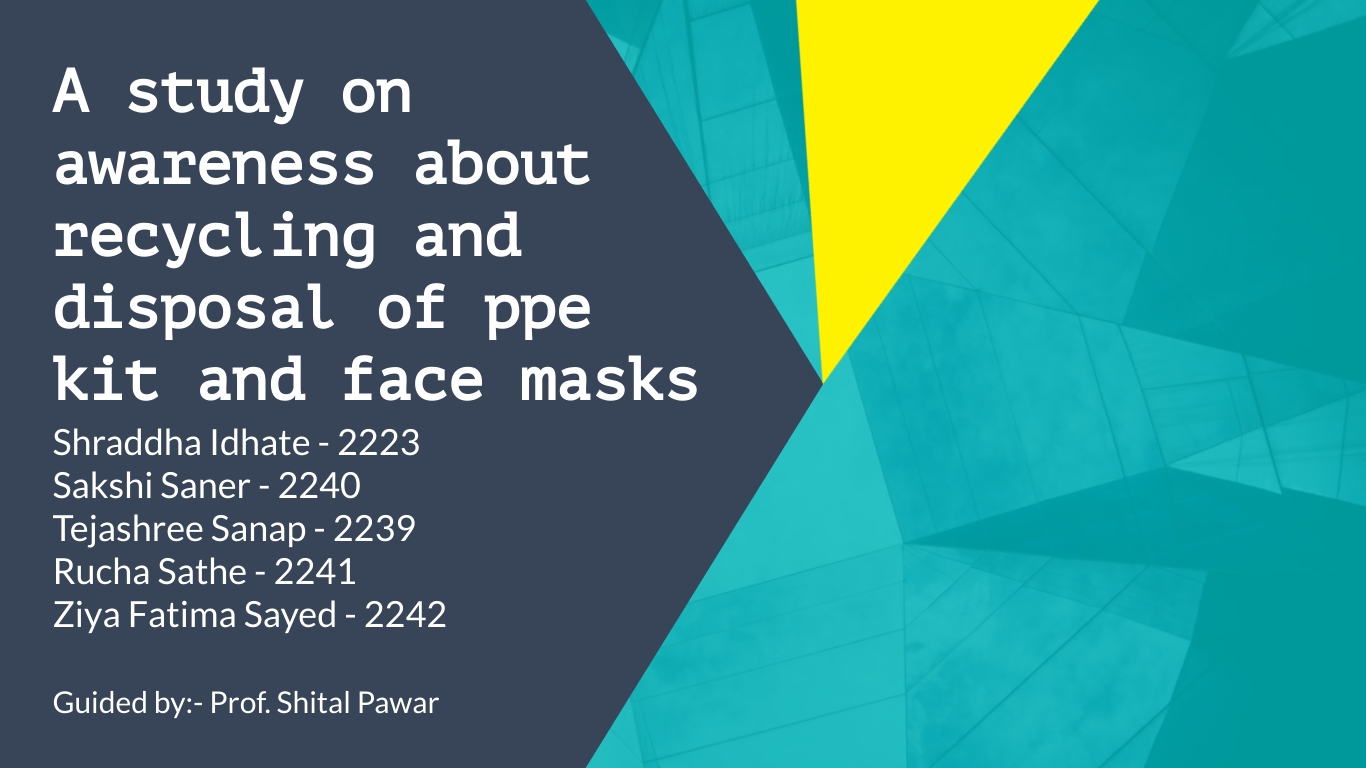 A study on
awareness about
recycling and
disposal of ppe
kit and face masks
Shraddha Idhate - 2223
Sakshi Saner - 2240
Tejashree Sanap - 2239
Rucha Sathe - 2241
Ziya Fatima Sayed - 2242
Guided by:- Prof. Shital Pawar